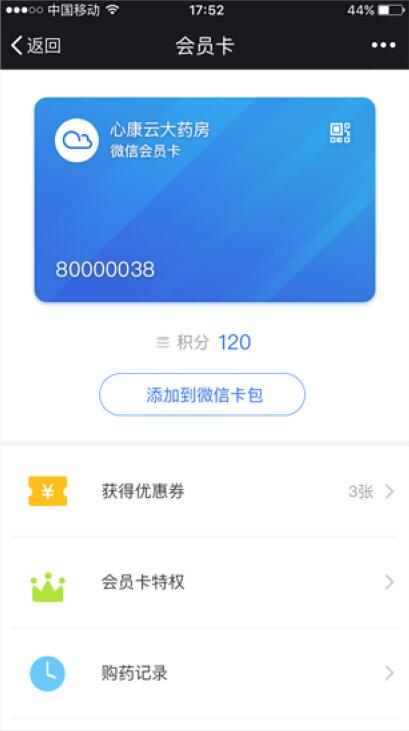 中国移动
17:52
44%
返回
会员卡
心康云大药房
微信会员卡
80000038
积分 120
添加到微信卡包
¥
获得优惠券
3张
会员卡特权
购药记录